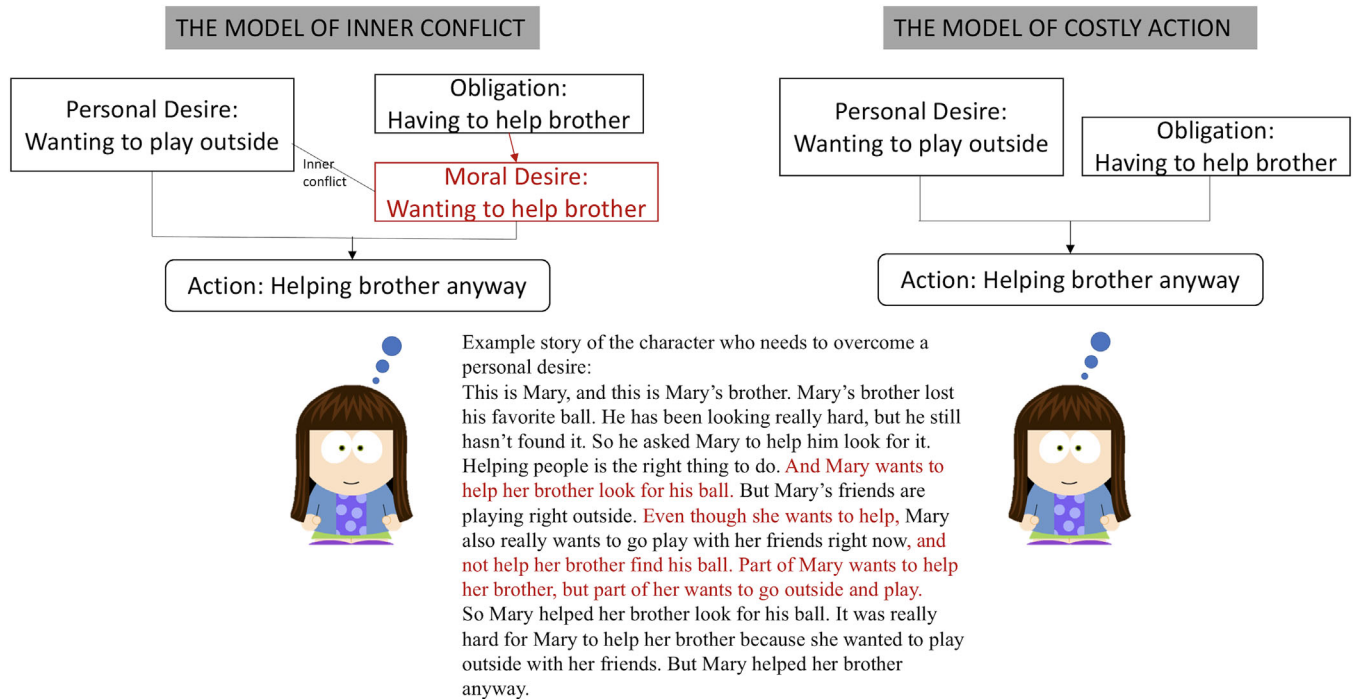 THE MODEL OF INNER CONFLICT
Personal Desire:
Wanting to play outside
Obligation:
Having to help brother
Inner
conflict
Moral Desire:
Wanting to help brother
Action: Helping brother anyway
THE MODEL OF COSTLY ACTION
Personal Desire:
Wanting to play outside
Obligation:
Having to help brother
Action: Helping brother anyway
Example story of the character who needs to overcome a
personal desire:
This is Mary, and this is Mary’s brother. Mary’s brother lost
his favorite ball. He has been looking really hard, but he still
hasn’t found it. So he asked Mary to help him look for it.
Helping people is the right thing to do. And Mary wants to
help her brother look for his ball. But Mary’s friends are
playing right outside. Even though she wants to help, Mary
also really wants to go play with her friends right now, and
not help her brother find his ball. Part of Mary wants to help
her brother, but part of her wants to go outside and play.
So Mary helped her brother look for his ball. It was really
hard for Mary to help her brother because she wanted to play
outside with her friends. But Mary helped her brother
anyway.